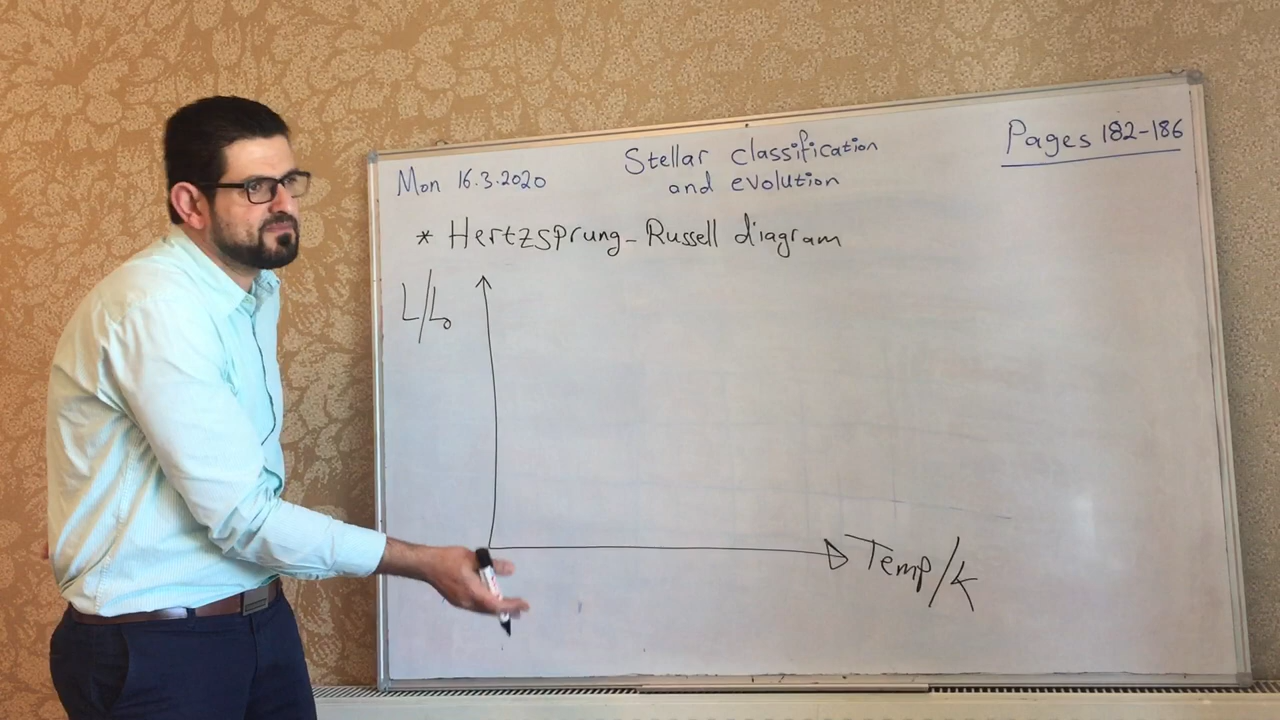 Mon 16.3.2020
Stellar classification
and evolution
Pages 182-186
* Hertzsprung-Russell diagram
L/L₀
Temp/K